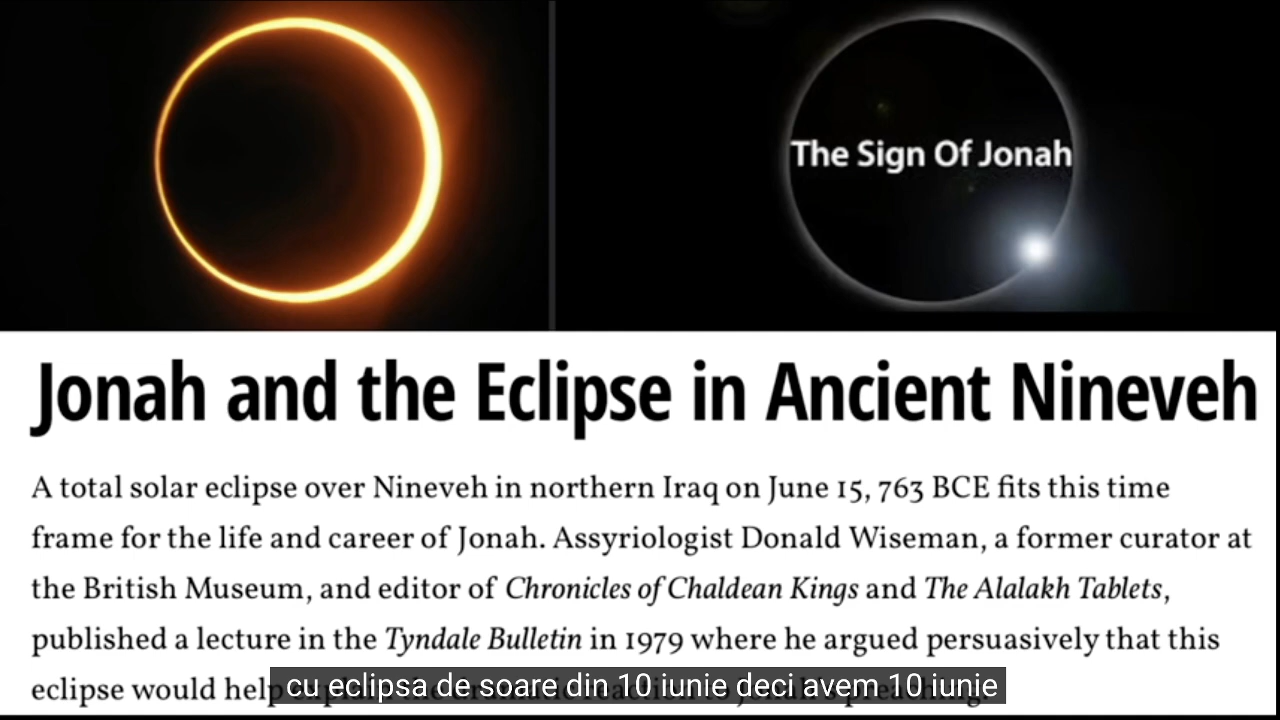 The Sign Of Jonah
Jonah and the Eclipse in Ancient Nineveh
A total solar eclipse over Nineveh in northern Iraq on June 15, 763 BCE fits this time
frame for the life and career of Jonah. Assyriologist Donald Wiseman, a former curator at
the British Museum, and editor of Chronicles of Chaldean Kings and The Alalakh Tablets,
published a lecture in the Tyndale Bulletin in 1979 where he argued persuasively that this
eclipse would help
cu eclipsa de soare din 10 iunie deci avem 10 iunie